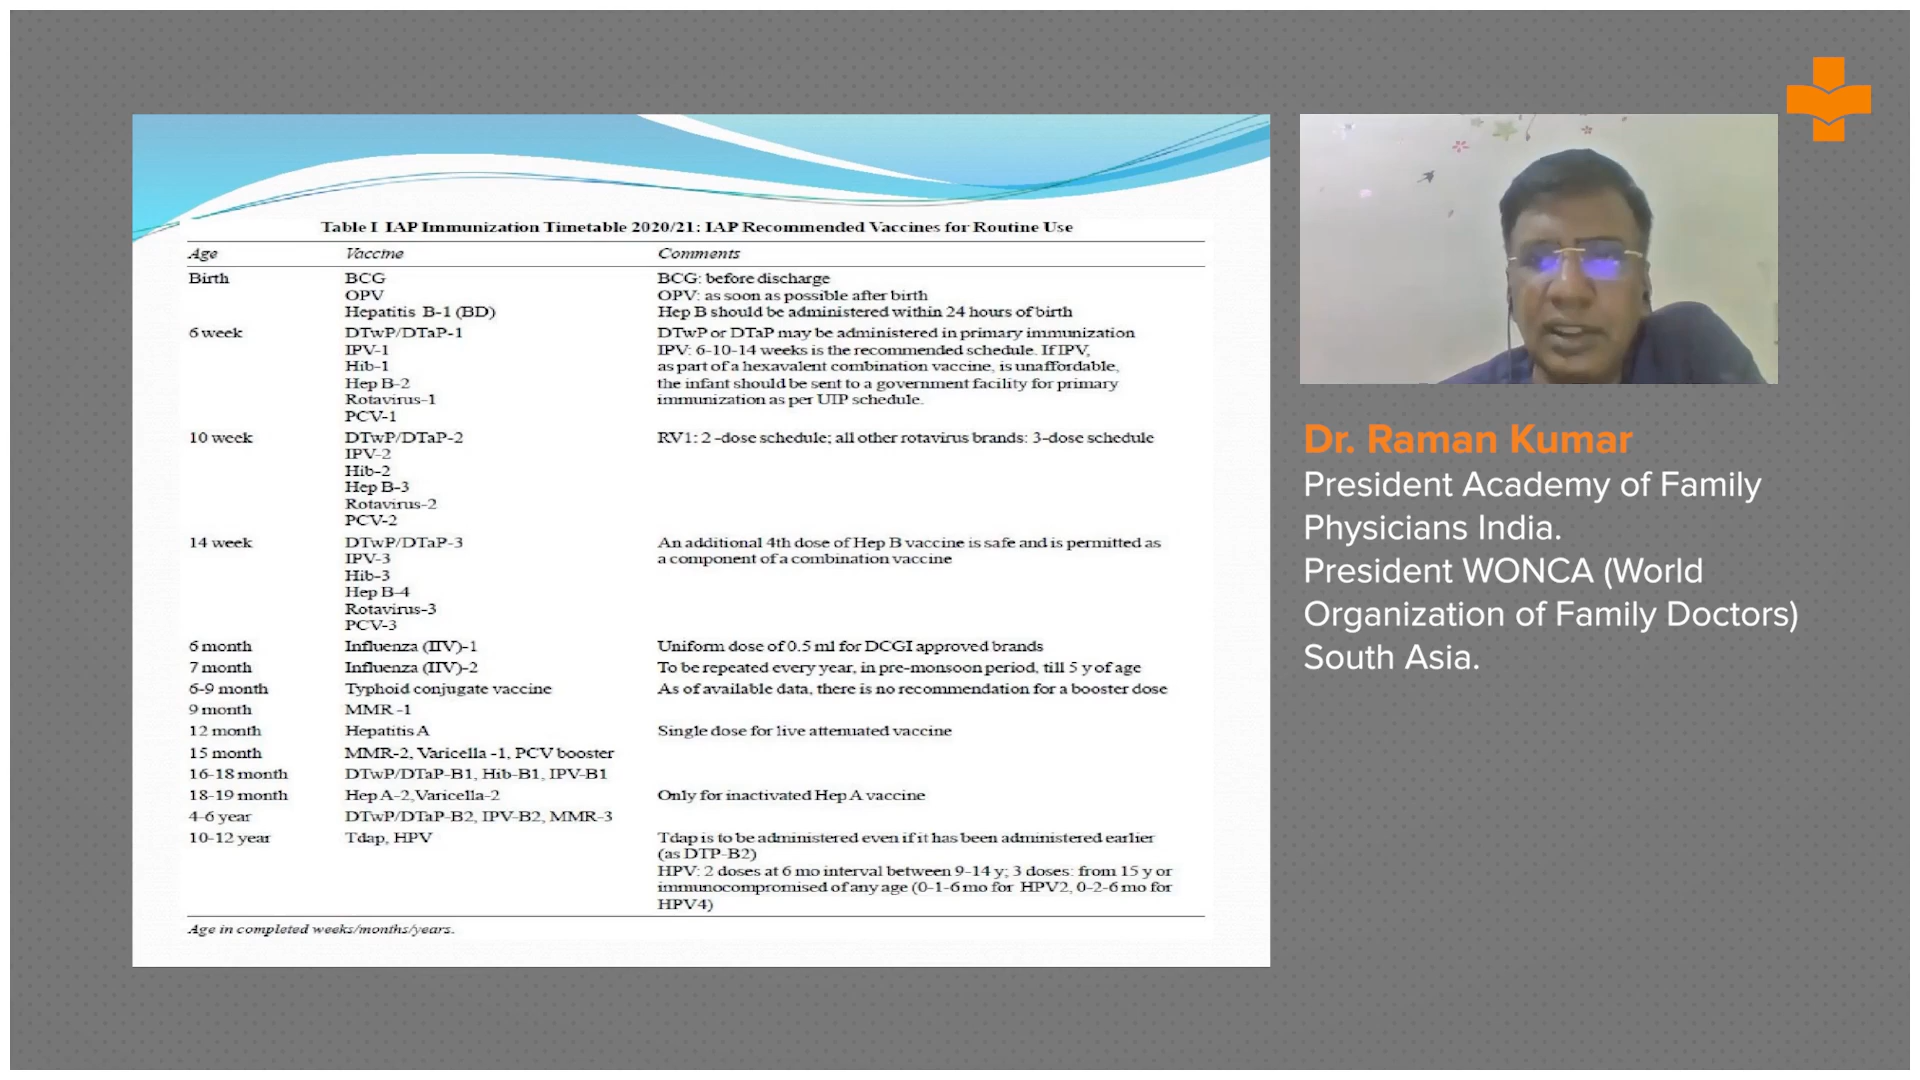 Table I IAP Immunization Timetable 2020/21: IAP Recommended Vaccines for Routine Use
Age Vaccine Comments
Birth BCG BCG: before discharge
OPV OPV: as soon as possible after birth
Hepatitis B-1 (BD) Hep B should be administered within 24 hours of birth
6 week DTwP/DTaP-1 DTwP or DTaP may be administered in primary immunization
IPV-1 IPV: 6-10-14 weeks is the recommended schedule. If IPV,
Hib-1 as part of a hexavalent combination vaccine, is unaffordable,
Hep B-2 the infant should be sent to a government facility for primary
Rotavirus-1 immunization as per UIP schedule.
PCV-1
10 week DTwP/DTaP-2 RV1: 2 -dose schedule; all other rotavirus brands: 3-dose schedule
IPV-2
Hib-2
Hep B-3
Rotavirus-2
PCV-2
14 week DTwP/DTaP-3 An additional 4th dose of Hep B vaccine is safe and is permitted as
IPV-3 a component of a combination vaccine
Hib-3
Hep B-4
Rotavirus-3
PCV-3
6 month Influenza (IIV)-1 Uniform dose of 0.5 ml for DCGI approved brands
7 month Influenza (IIV)-2 To be repeated every year, in pre-monsoon period, till 5 y of age
6-9 month Typhoid conjugate vaccine As of available data, there is no recommendation for a booster dose
9 month MMR -1
12 month Hepatitis A Single dose for live attenuated vaccine
15 month MMR-2, Varicella -1, PCV booster
16-18 month DTwP/DTaP-B1, Hib-B1, IPV-B1
18-19 month Hep A-2, Varicella-2 Only for inactivated Hep A vaccine
4-6 year DTwP/DTaP-B2, IPV-B2, MMR-3
10-12 year Tdap, HPV Tdap is to be administered even if it has been administered earlier
(as DTP-B2)
HPV: 2 doses at 6 mo interval between 9-14 y; 3 doses: from 15 y or
immunocompromised of any age (0-1-6 mo for HPV2, 0-2-6 mo for
HPV4)
Age in completed weeks/months/years.
Dr. Raman Kumar
President Academy of Family
Physicians India.
President WONCA (World
Organization of Family Doctors)
South Asia.